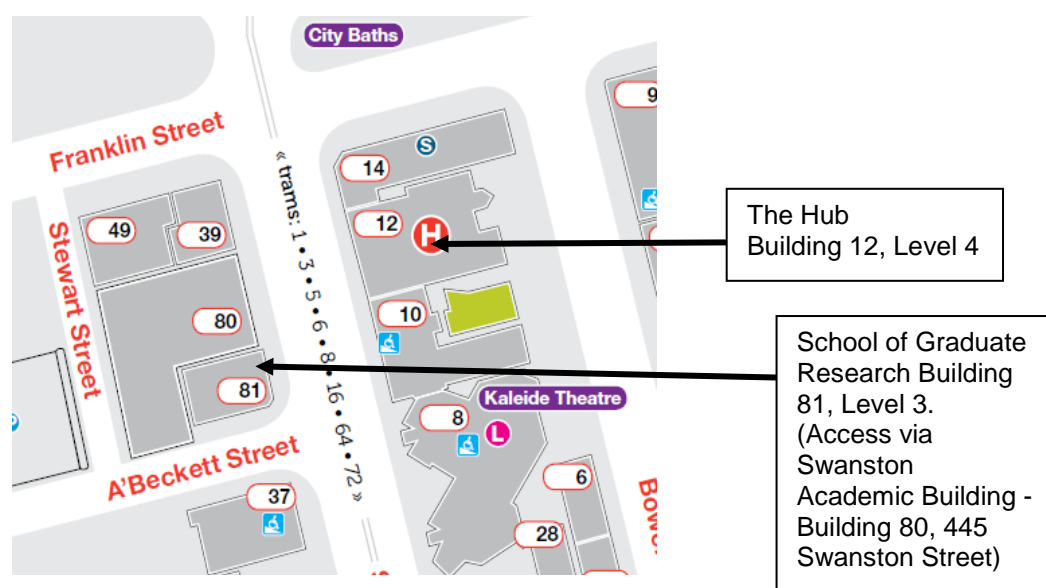 City Baths
Franklin Street
« trams: 1 • 3 • 5 • 6 • 8 • 16 • 64 • 72 »
Stewart Street
S
14
9
12
H
49
39
10
80
81
Kaleide Theatre
8
L
A'Beckett Street
37
6
28
The Hub
Building 12, Level 4
School of Graduate
Research Building
81, Level 3.
(Access via
Swanston
Academic Building -
Building 80, 445
Swanston Street)